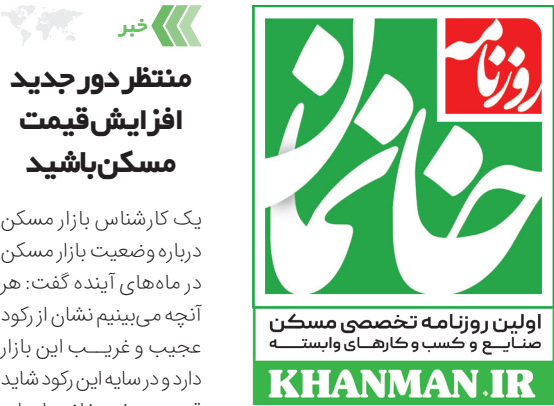 خبر
منتظر دور جدید
افزایش قیمت
مسکن باشید
یک کارشناس بازار مسکن
درباره وضعیت بازار مسکن
در ماه‌های آینده گفت: هر
آنچه می‌بینیم نشان از رکود
عجیب و غریب این بازار
دارد و در سایه این رکود شاید
روزنامه
خانمان
اولین روزنامه تخصصی مسکن
صنایع و کسب و کارهای وابسته
KHANMAN.IR